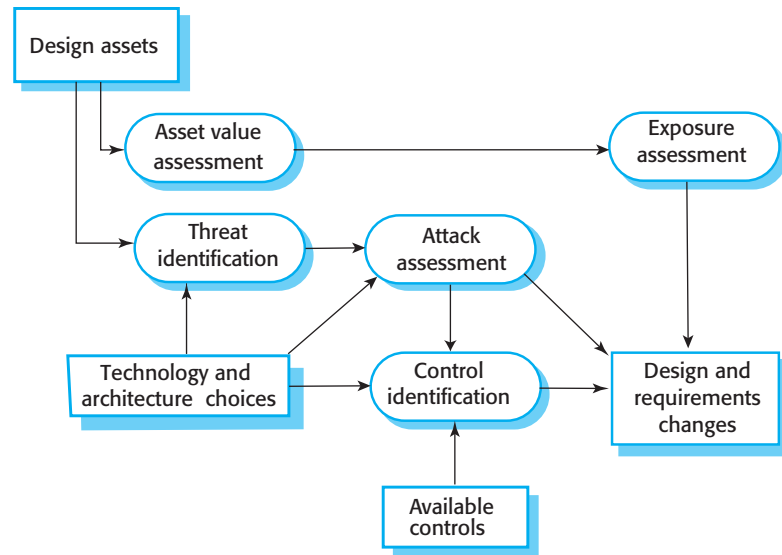 Design assets
Asset value
assessment
Exposure
assessment
Threat
identification
Attack
assessment
Technology and
architecture choices
Control
identification
Design and
requirements
changes
Available
controls